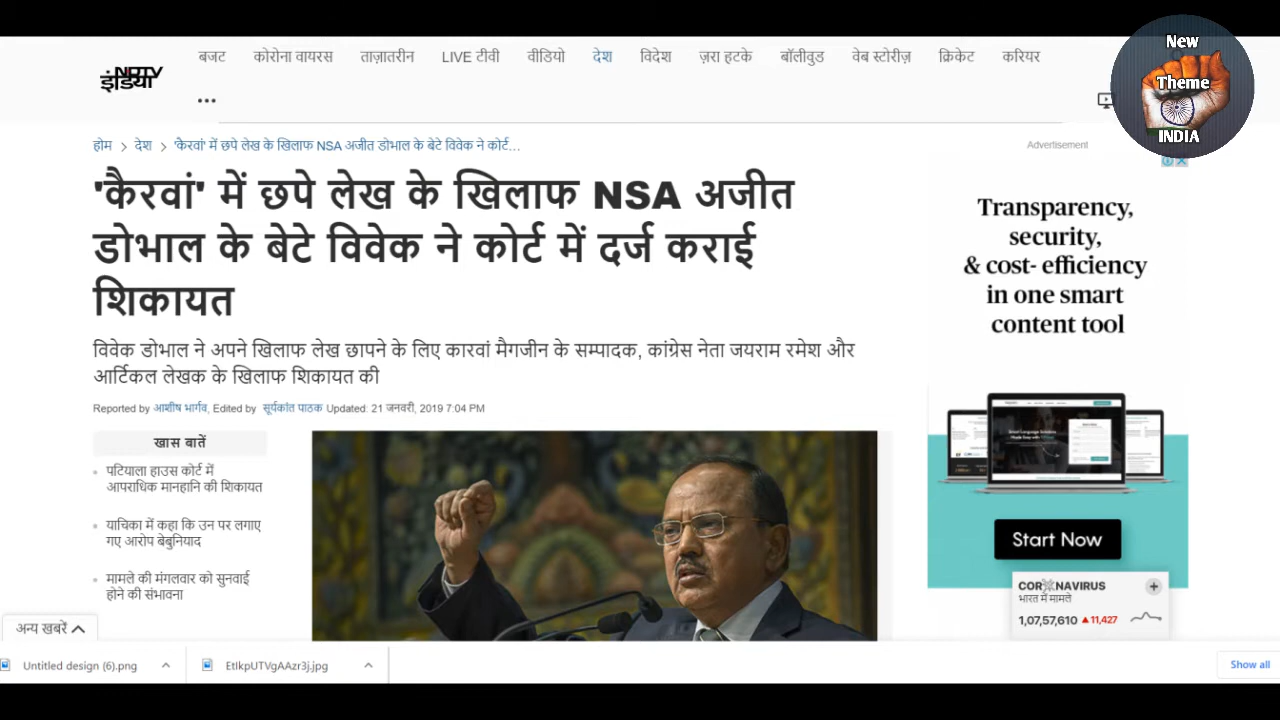 New
Theme
INDIA
NDTV
इंडिया
बजट कोरोना वायरस ताज़ातरीन LIVE टीवी वीडियो देश विदेश ज़रा हटके बॉलीवुड वेब स्टोरीज़ क्रिकेट करियर
•••
होम > देश > 'कैरवां' में छपे लेख के खिलाफ NSA अजीत डोभाल के बेटे विवेक ने कोर्ट...
Advertisement
'कैरवां' में छपे लेख के खिलाफ NSA अजीत
डोभाल के बेटे विवेक ने कोर्ट में दर्ज कराई
शिकायत
विवेक डोभाल ने अपने खिलाफ लेख छापने के लिए कारवां मैगजीन के सम्पादक, कांग्रेस नेता जयराम रमेश और
आर्टिकल लेखक के खिलाफ शिकायत की
Reported by आशीष भार्गव, Edited by सूर्यकांत पाठक Updated: 21 जनवरी, 2019 7:04 PM
खास बातें
पटियाला हाउस कोर्ट में
आपराधिक मानहानि की शिकायत
याचिका में कहा कि उन पर लगाए
गए आरोप बेबुनियाद
मामले की मंगलवार को सुनवाई
होने की संभावना
Transparency,
security,
& cost- efficiency
in one smart
content tool
Start Now
CORONAVIRUS
भारत में मामले
1,07,57,610 ▲11,427
अन्य खबरें
Untitled design (6).png
EtIkpUTVgAAzr3j.jpg
Show all